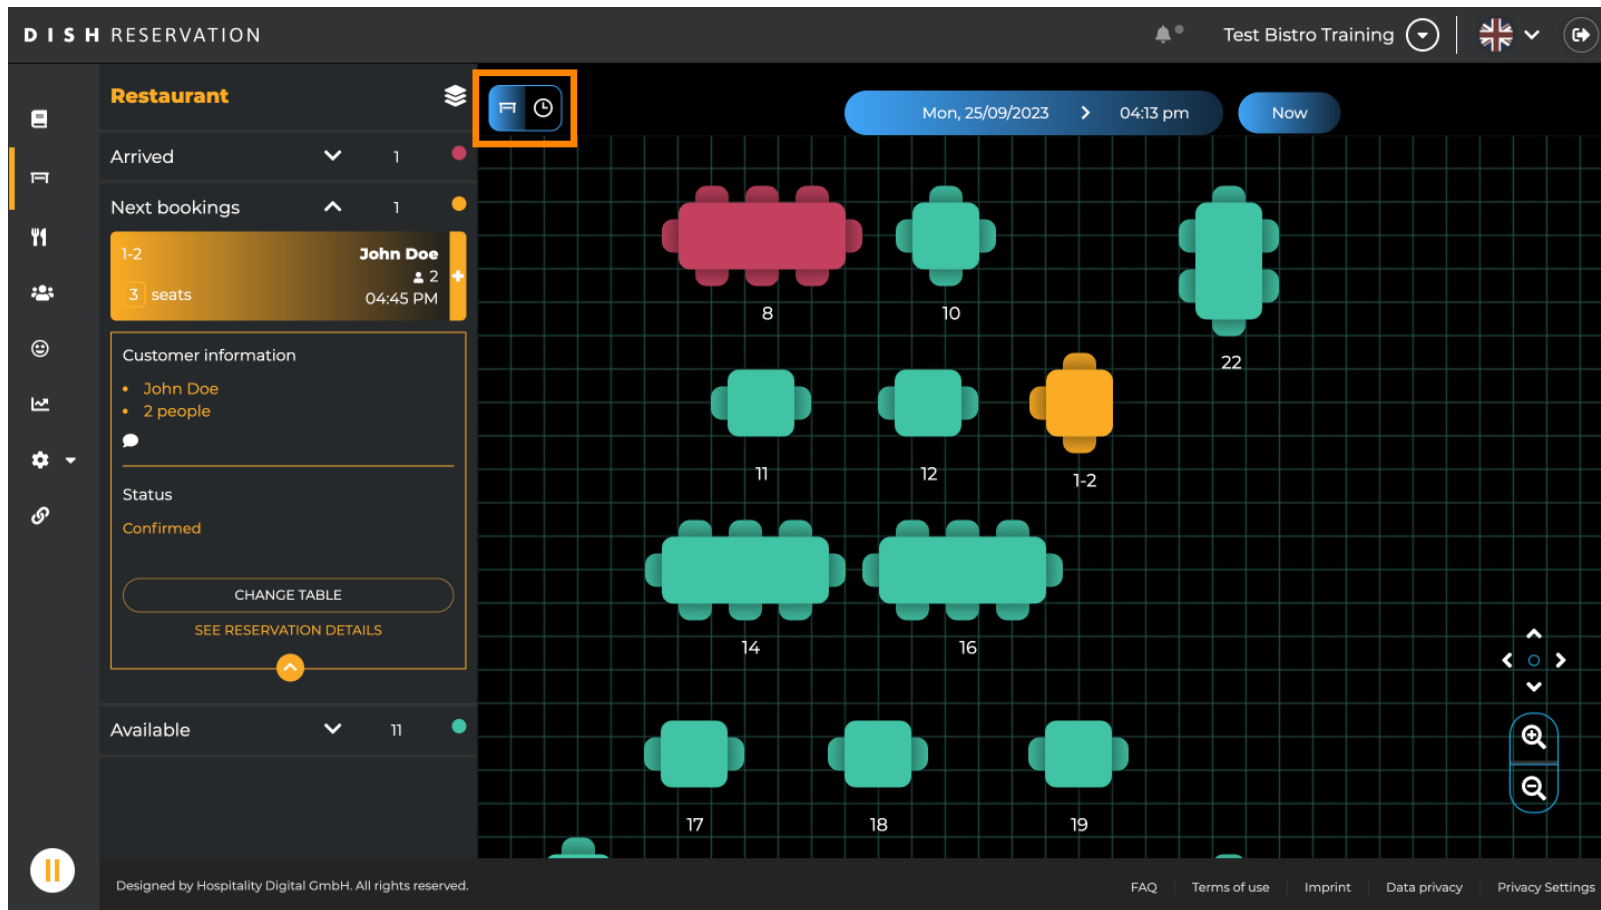 DISH RESERVATION
Test Bistro Training
Restaurant
Mon, 25/09/2023 04:13 pm Now
Arrived 1
Next bookings 1
1-2 John Doe
2
3 seats 04:45 PM
Customer information
John Doe
2 people
Status
Confirmed
CHANGE TABLE
SEE RESERVATION DETAILS
Available 11
8
10
22
11
12
1-2
14
16
17
18
19
Designed by Hospitality Digital GmbH. All rights reserved.
FAQ Terms of use Imprint Data privacy Privacy Settings